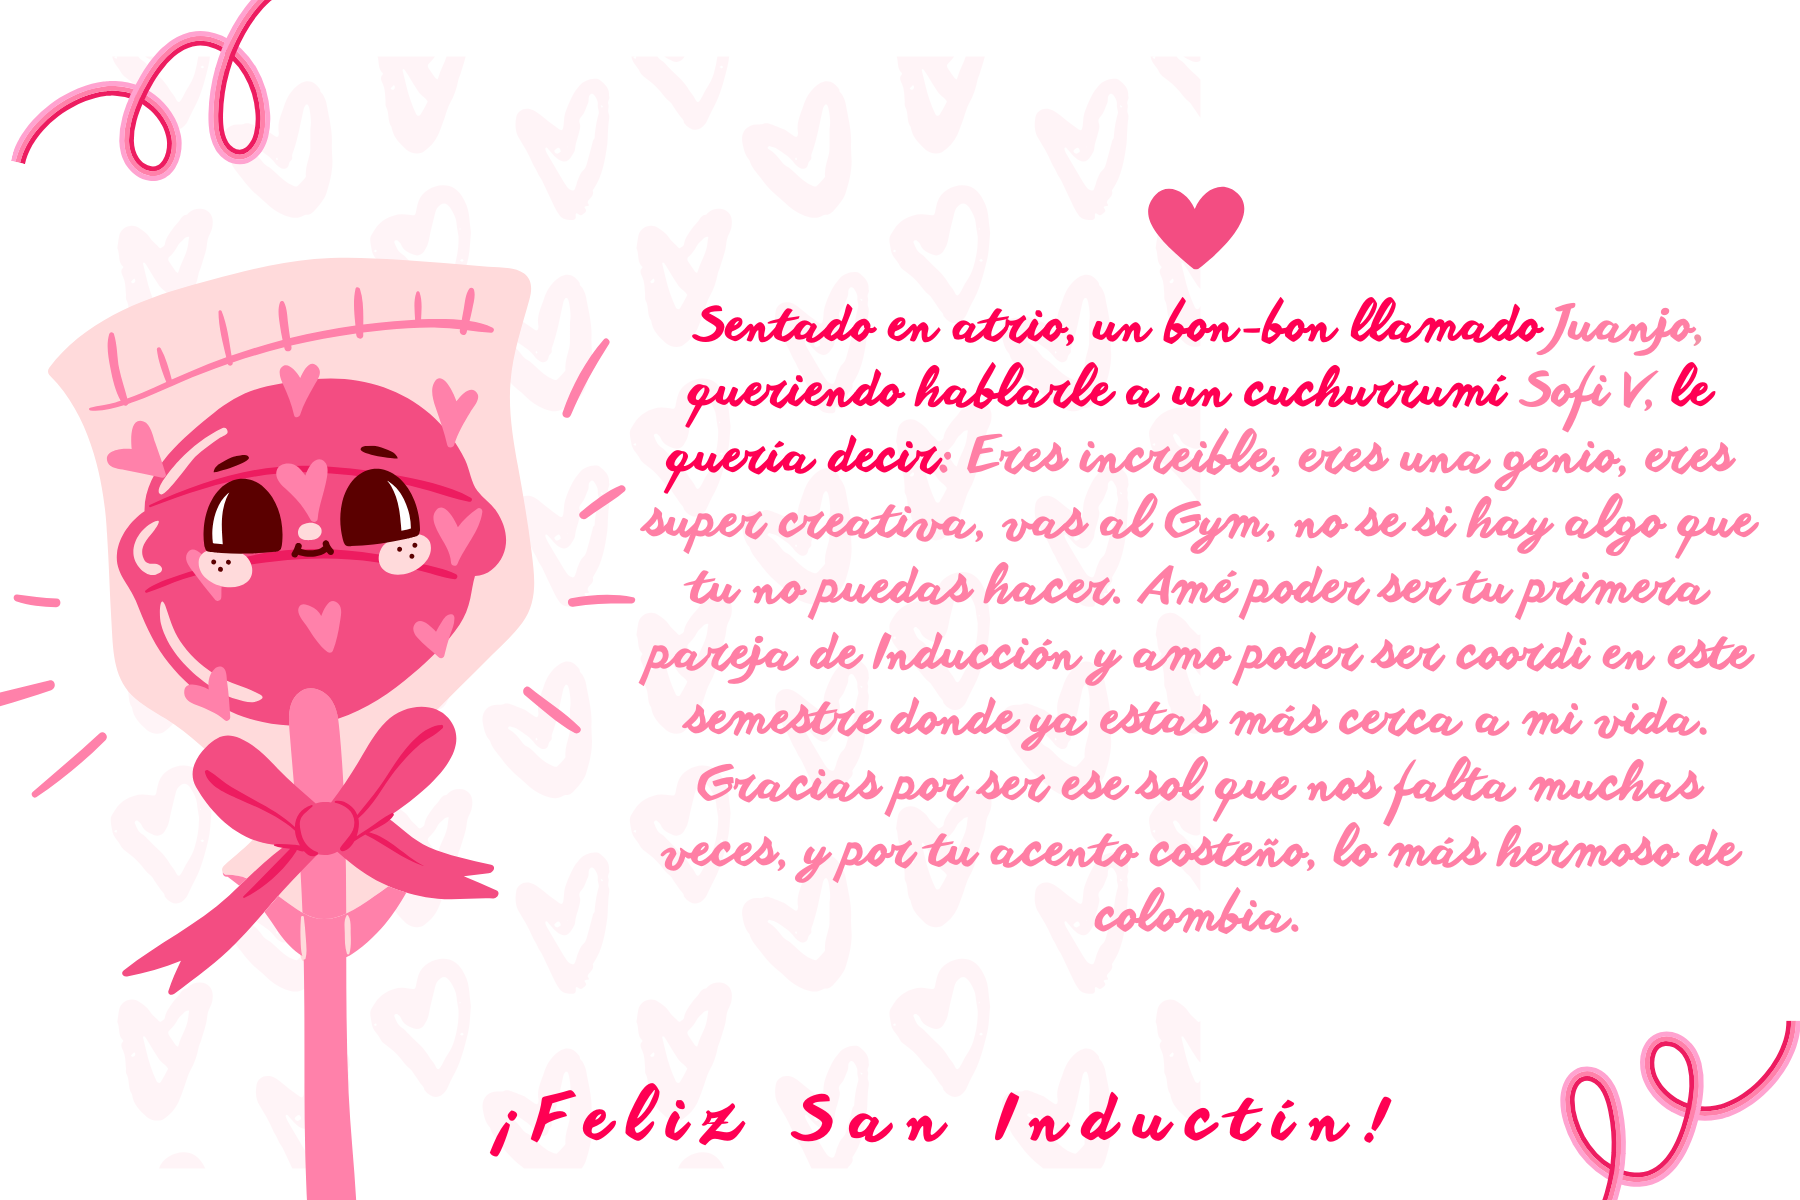 Sentado en atrio, un bon-bon llamado Juanjo,
queriendo hablarle a un cuchurrumí Sofi V, le
quería decir: Eres increible, eres una genio, eres
super creativa, vas al Gym, no se si hay algo que
tu no puedas hacer. Amé poder ser tu primera
pareja de Inducción y amo poder ser coordi en este
semestre donde ya estas más cerca a mi vida.
Gracias por ser ese sol que nos falta muchas
veces, y por tu acento costeño, lo más hermoso de
colombia.
¡Feliz San Inductín!